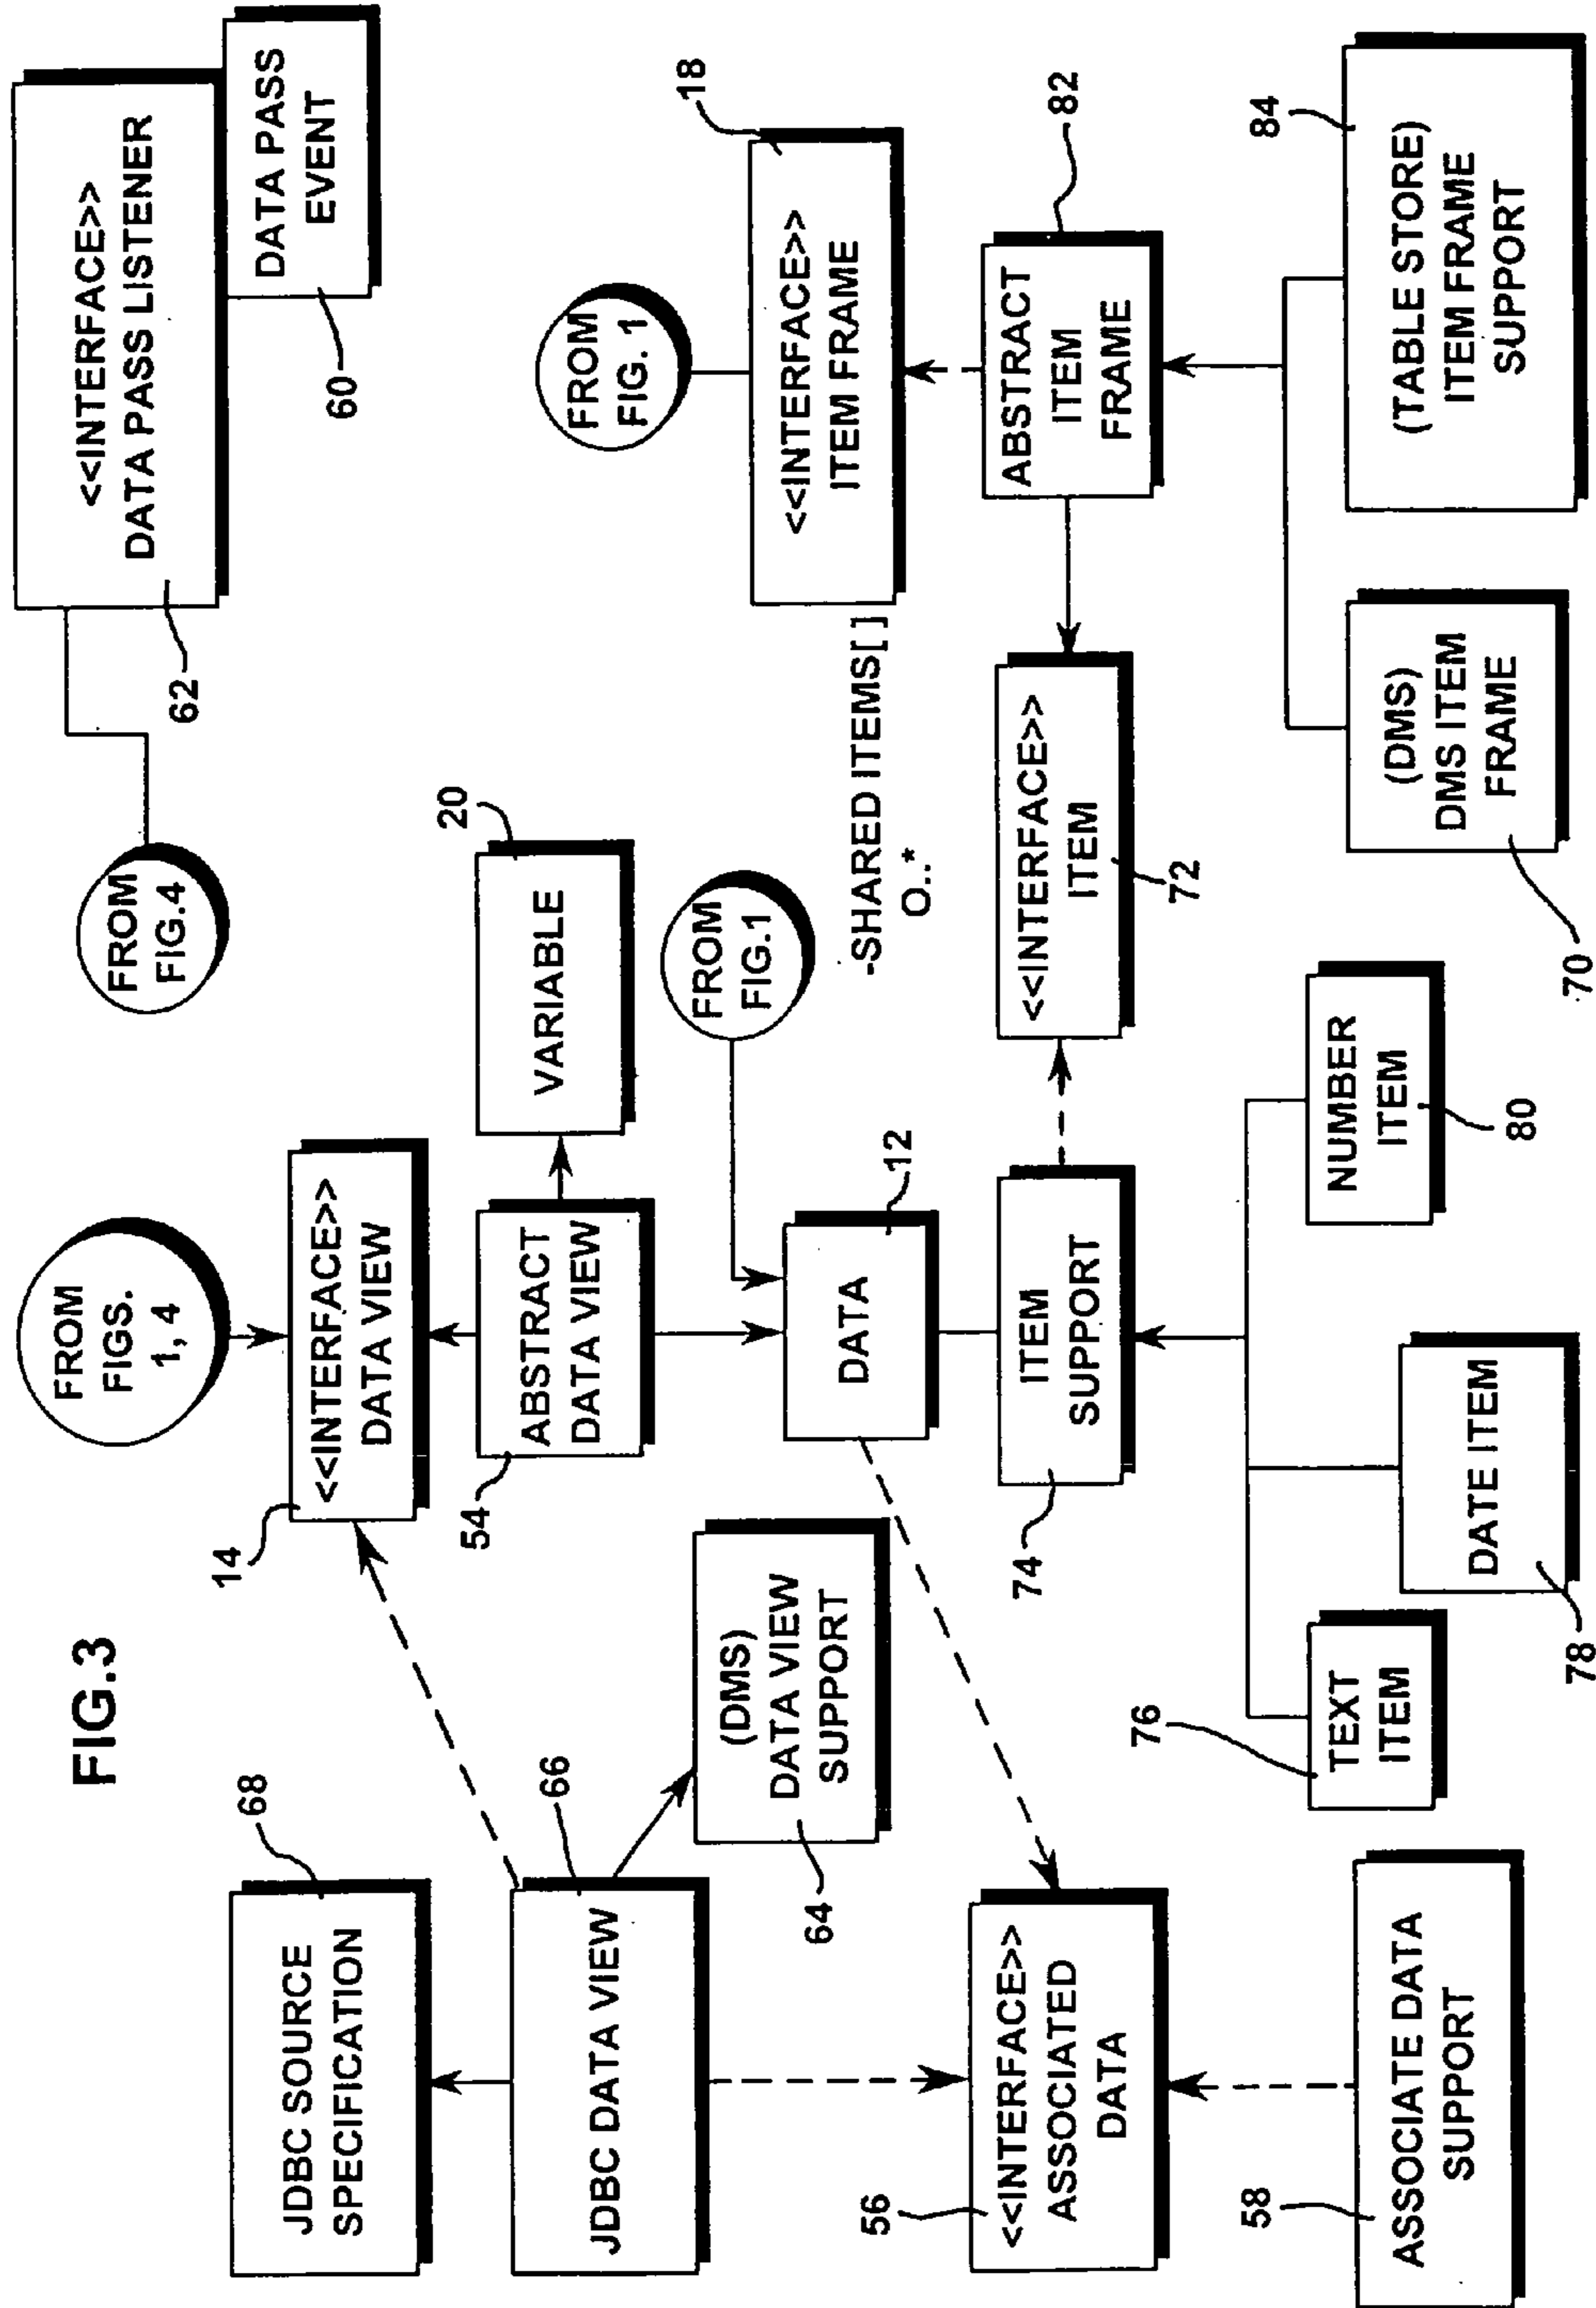 FIG.3
FROM
FIGS.
1, 4
FROM
FIG.4
<<INTERFACE>>
DATA PASS LISTENER
62
DATA PASS
EVENT
60
68
JDBC SOURCE
SPECIFICATION
14
<<INTERFACE>>
DATA VIEW
20
VARIABLE
66
JDBC DATA VIEW
54
ABSTRACT
DATA VIEW
(DMS)
DATA VIEW
SUPPORT
64
FROM
FIG.1
FROM
FIG. 1
18
<<INTERFACE>>
ITEM FRAME
12
DATA
-SHARED ITEMS[ ]
O..*
56
<<INTERFACE>>
ASSOCIATED
DATA
74
ITEM
SUPPORT
<<INTERFACE>>
ITEM
72
ABSTRACT
ITEM
FRAME
82
58
ASSOCIATE DATA
SUPPORT
76
TEXT
ITEM
DATE ITEM
78
NUMBER
ITEM
80
(DMS)
DMS ITEM
FRAME
70
84
(TABLE STORE)
ITEM FRAME
SUPPORT